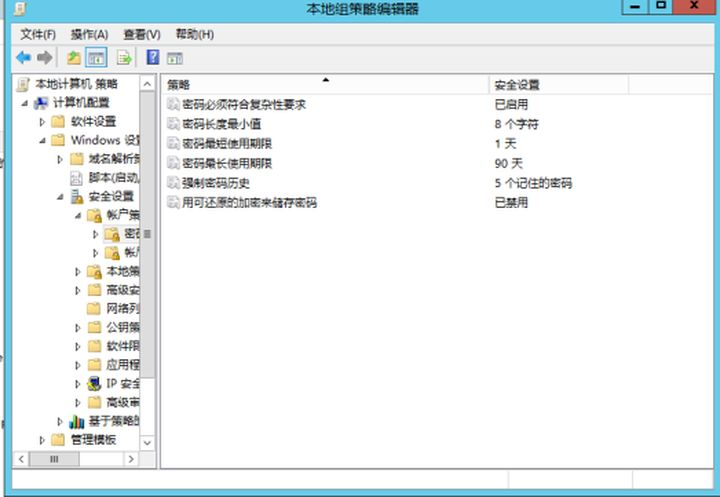 本地组策略编辑器
文件(F) 操作(A) 查看(V) 帮助(H)
本地计算机 策略
计算机配置
软件设置
Windows 设
域名解析
脚本(启动
安全设置
帐户策
密
帐
本地策
高级安
网络列
公钥策
软件限
应用程
IP 安全
高级审
基于策略的
管理模板
策略 安全设置
密码必须符合复杂性要求 已启用
密码长度最小值 8 个字符
密码最短使用期限 1 天
密码最长使用期限 90 天
强制密码历史 5 个记住的密码
用可还原的加密来储存密码 已禁用